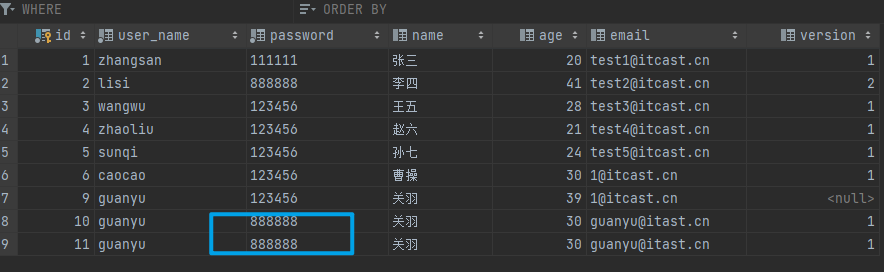 WHERE ORDER BY
id user_name password name age email version
1 1 zhangsan 111111 张三 20 test1@itcast.cn 1
2 2 lisi 888888 李四 41 test2@itcast.cn 2
3 3 wangwu 123456 王五 28 test3@itcast.cn 1
4 4 zhaoliu 123456 赵六 21 test4@itcast.cn 1
5 5 sunqi 123456 孙七 24 test5@itcast.cn 1
6 6 caocao 123456 曹操 30 1@itcast.cn 1
7 9 guanyu 123456 关羽 39 1@itcast.cn <null>
8 10 guanyu 888888 关羽 30 guanyu@itast.cn 1
9 11 guanyu 888888 关羽 30 guanyu@itast.cn 1